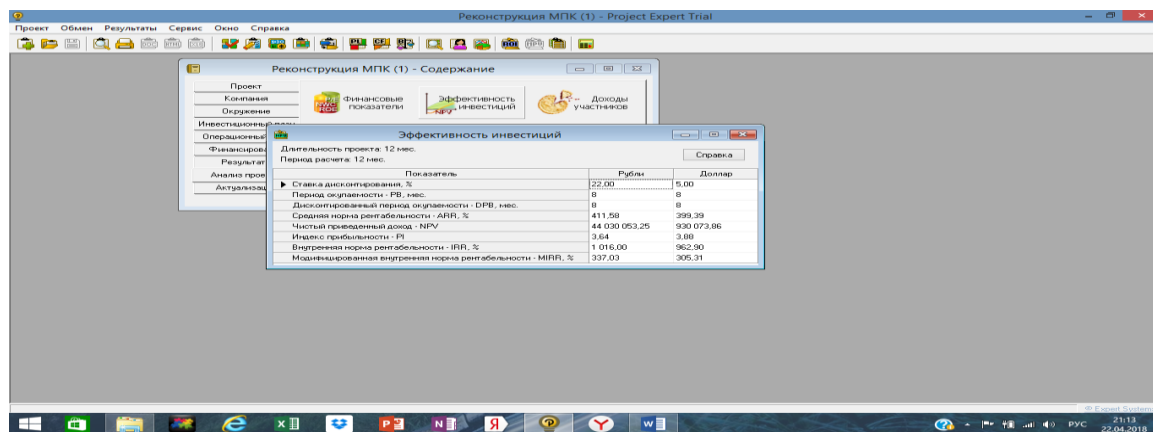 Реконструкция МПК (1) - Project Expert Trial
Проект Обмен Результаты Сервис Окно Справка
Реконструкция МПК (1) - Содержание
Проект
Компания
Окружение
Финансовые показатели
Эффективность инвестиций
Доходы участников
Эффективность инвестиций
Длительность проекта: 12 мес.
Период расчета: 12 мес.
Справка
Показатель Рубли Доллар
Ставка дисконтирования, % 22,00 5,00
Период окупаемости - PB, мес. 8 8
Дисконтированный период окупаемости - DPB, мес. 8 8
Средняя норма рентабельности - ARR, % 411,58 399,39
Чистый приведенный доход - NPV 44 030 053,25 930 073,86
Индекс прибыльности - PI 3,64 3,88
Внутренняя норма рентабельности - IRR, % 1 016,00 962,90
Модифицированная внутренняя норма рентабельности - MIRR, % 337,03 305,31
Expert Systems
РУС
21:13
22.04.2018